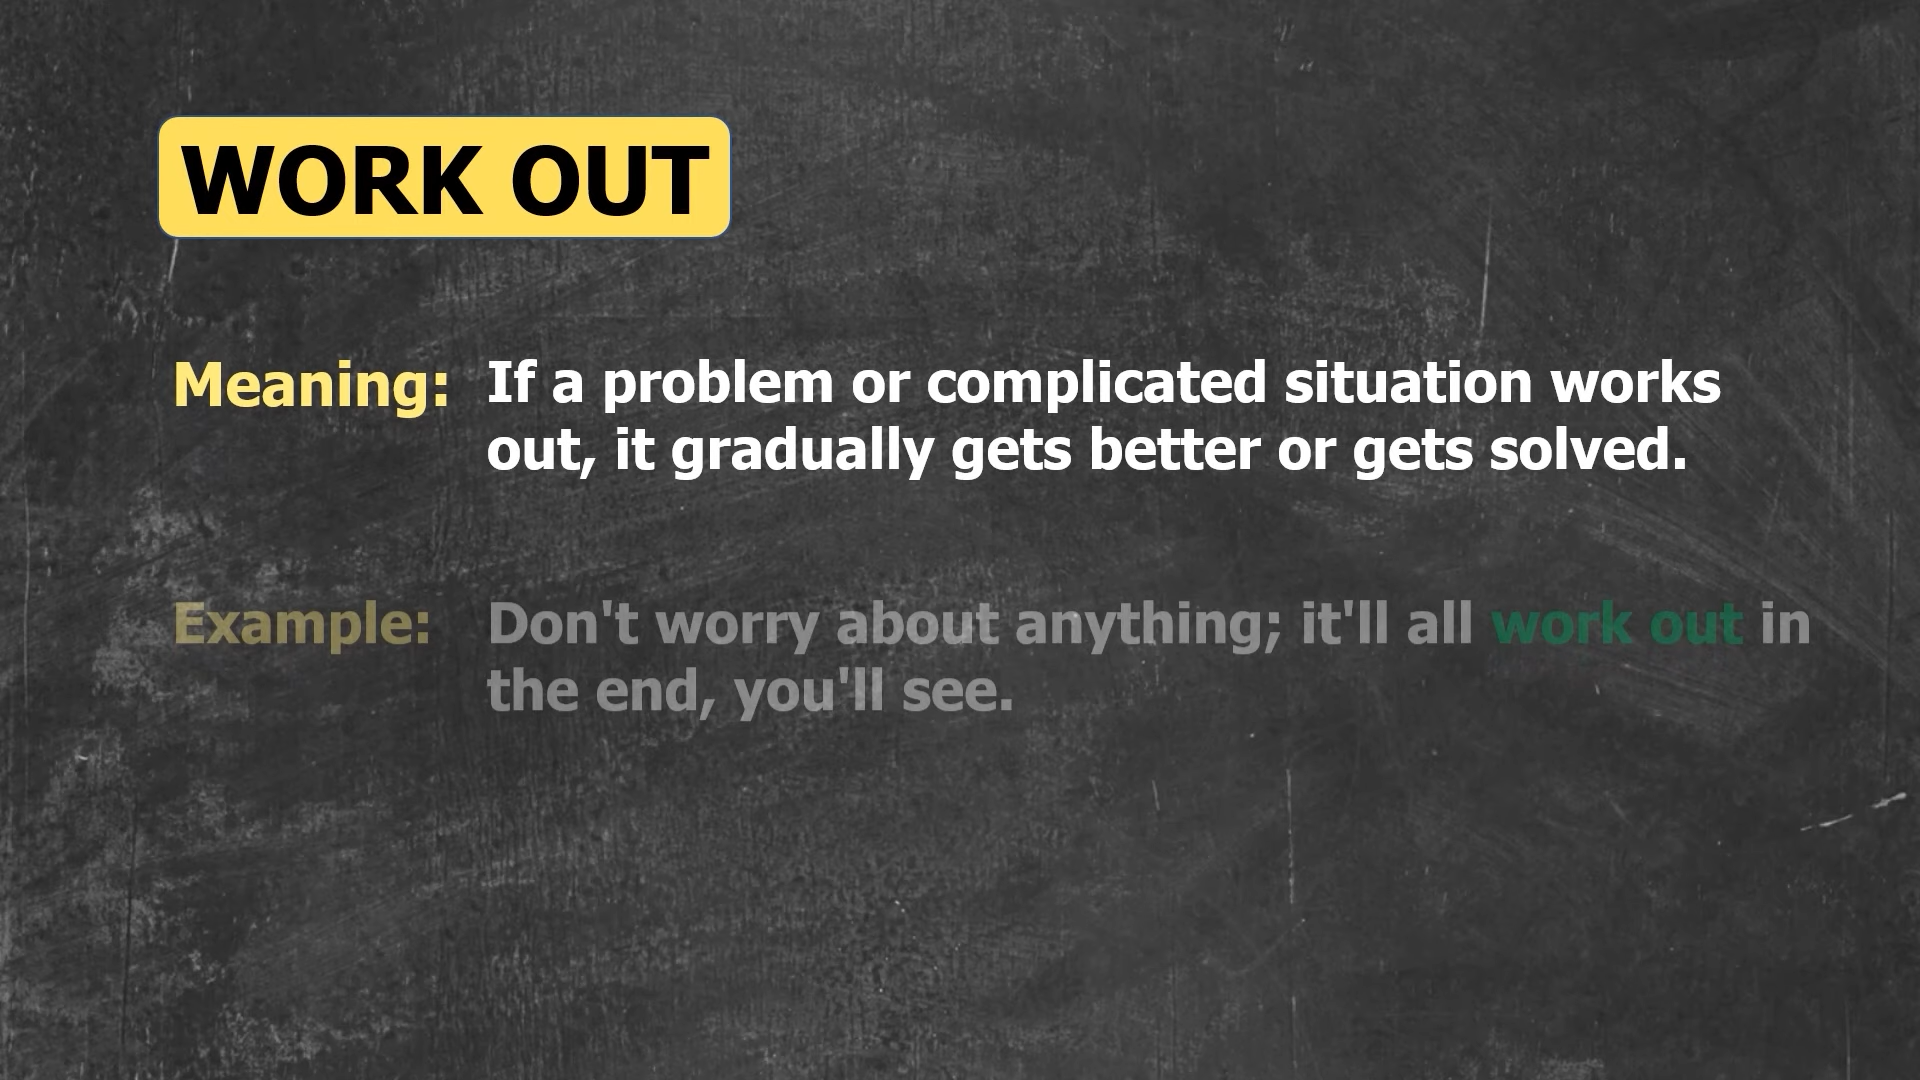 WORK OUT
Meaning: If a problem or complicated situation works
out, it gradually gets better or gets solved.
Example: Don't worry about anything; it'll all work out in
the end, you'll see.